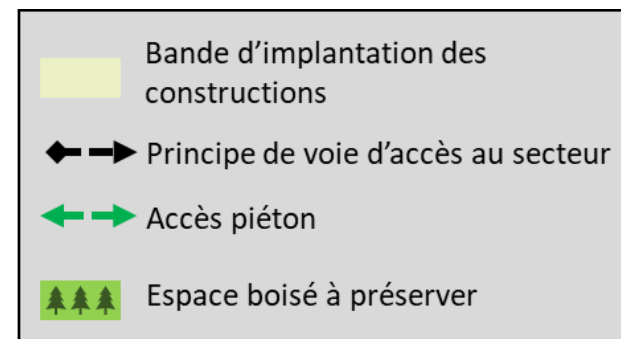 Bande d’implantation des
constructions
Principe de voie d’accès au secteur
Accès piéton
Espace boisé à préserver